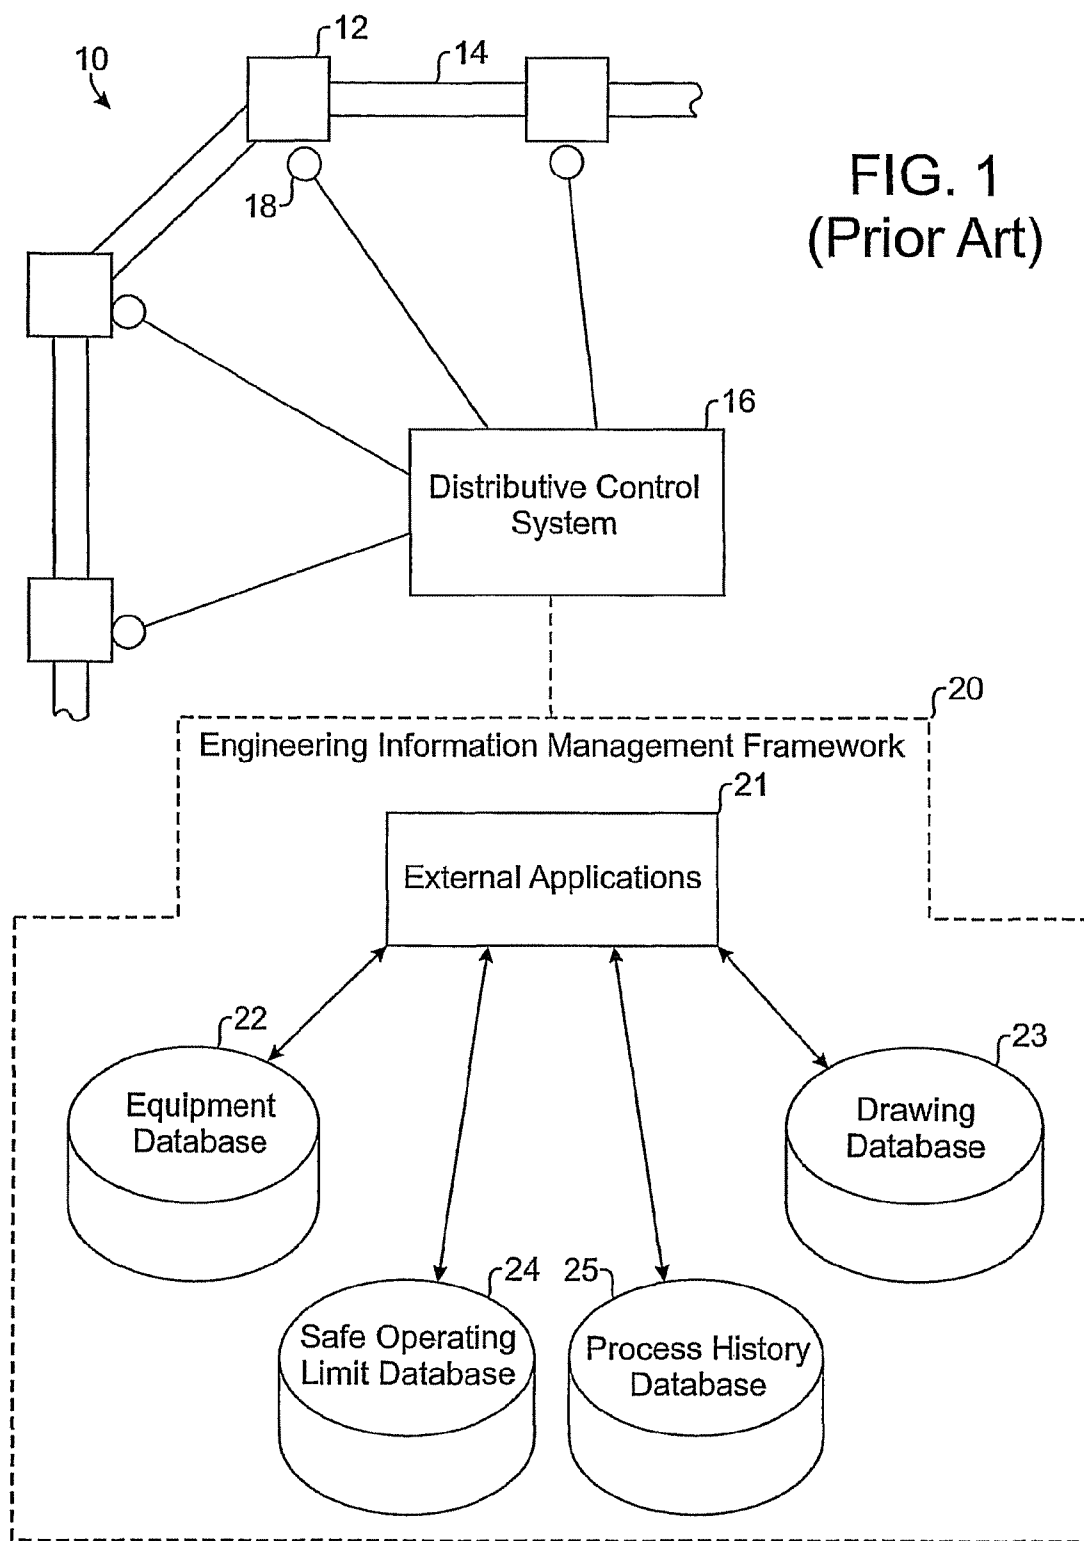 10
12
14
18
FIG. 1
(Prior Art)
16
Distributive Control
System
20
Engineering Information Management Framework
21
External Applications
22
Equipment
Database
23
Drawing
Database
24
Safe Operating
Limit Database
25
Process History
Database